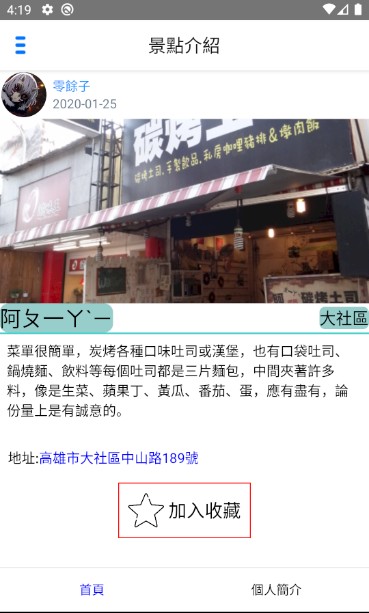 4:19
景點介紹
零餘子
2020-01-25
碳烤土
碳烤土司.手製飲品.私房咖哩豬排&燉肉飯
碳烤土司
阿ㄆ一ㄚˋ一
大社區
菜單很簡單，炭烤各種口味吐司或漢堡，也有口袋吐司、
鍋燒麵、飲料等每個吐司都是三片麵包，中間夾著許多
料，像是生菜、蘋果丁、黃瓜、番茄、蛋，應有盡有，論
份量上是有誠意的。
地址:高雄市大社區中山路189號
加入收藏
首頁
個人簡介